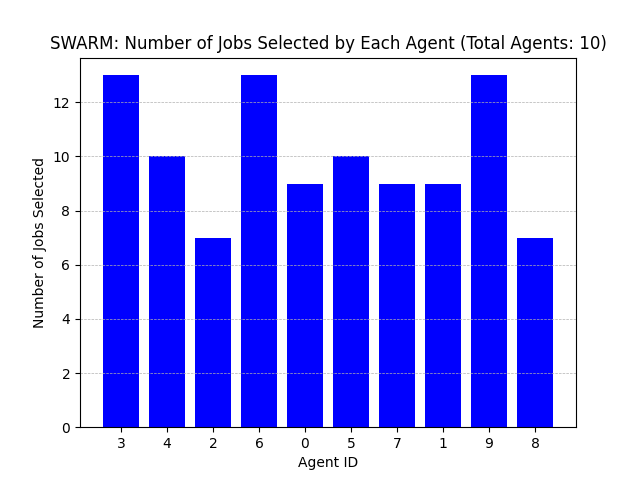 SWARM: Number of Jobs Selected by Each Agent (Total Agents: 10)
Number of Jobs Selected
12
10
8
6
4
2
0
3 4 2 6 0 5 7 1 9 8
Agent ID